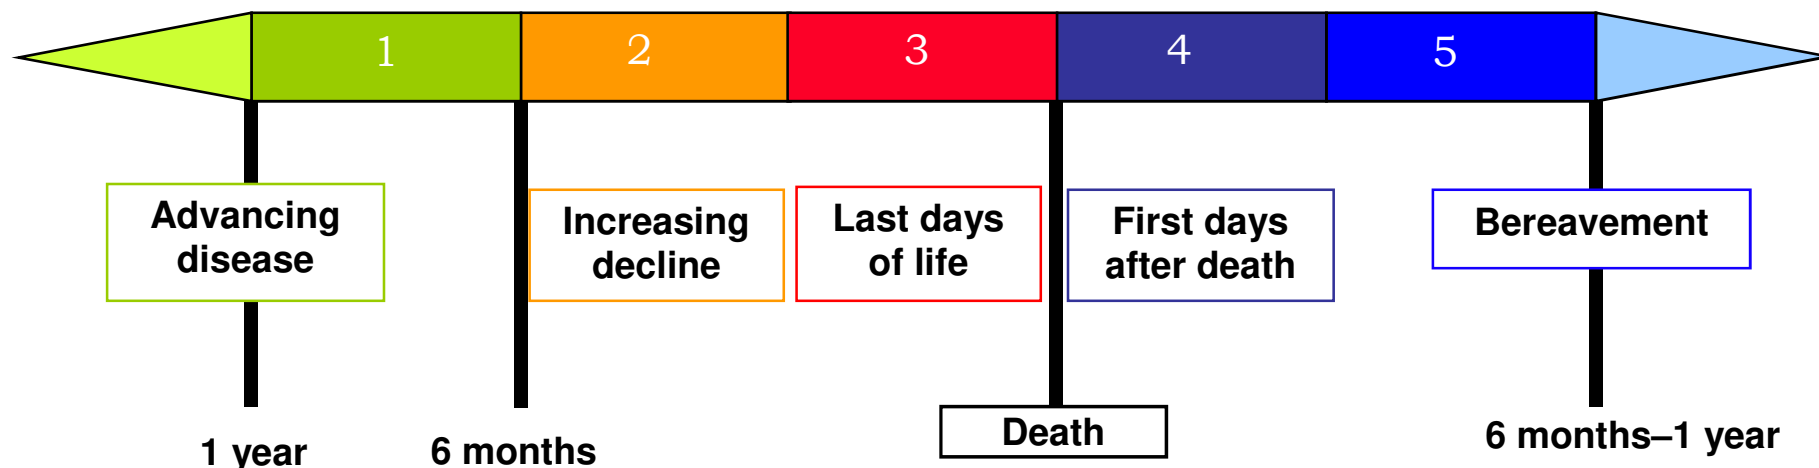 1 2 3 4 5
Advancing
disease
Increasing
decline
Last days
of life
First days
after death
Bereavement
1 year
6 months
Death
6 months–1 year